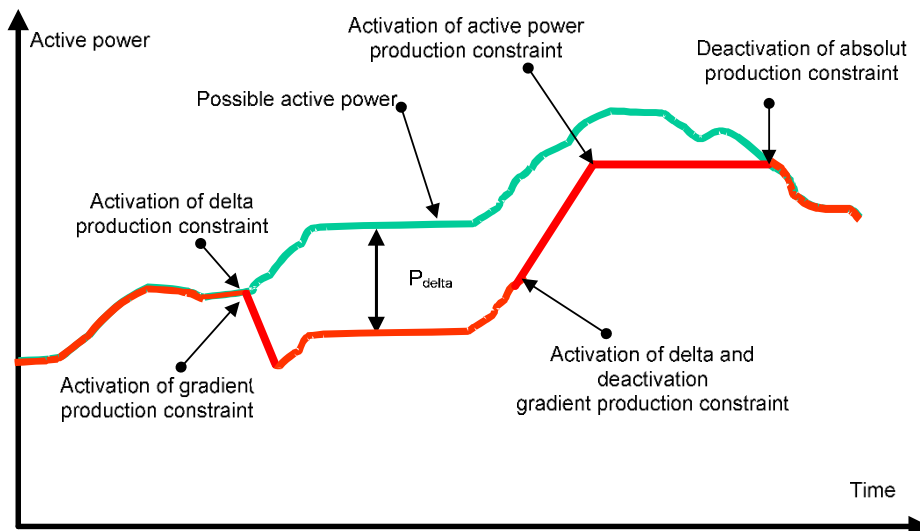 Active power
Activation of active power
production constraint
Deactivation of absolut
production constraint
Possible active power
Activation of delta
production constraint
P delta
Activation of gradient
production constraint
Activation of delta and
deactivation
gradient production constraint
Time